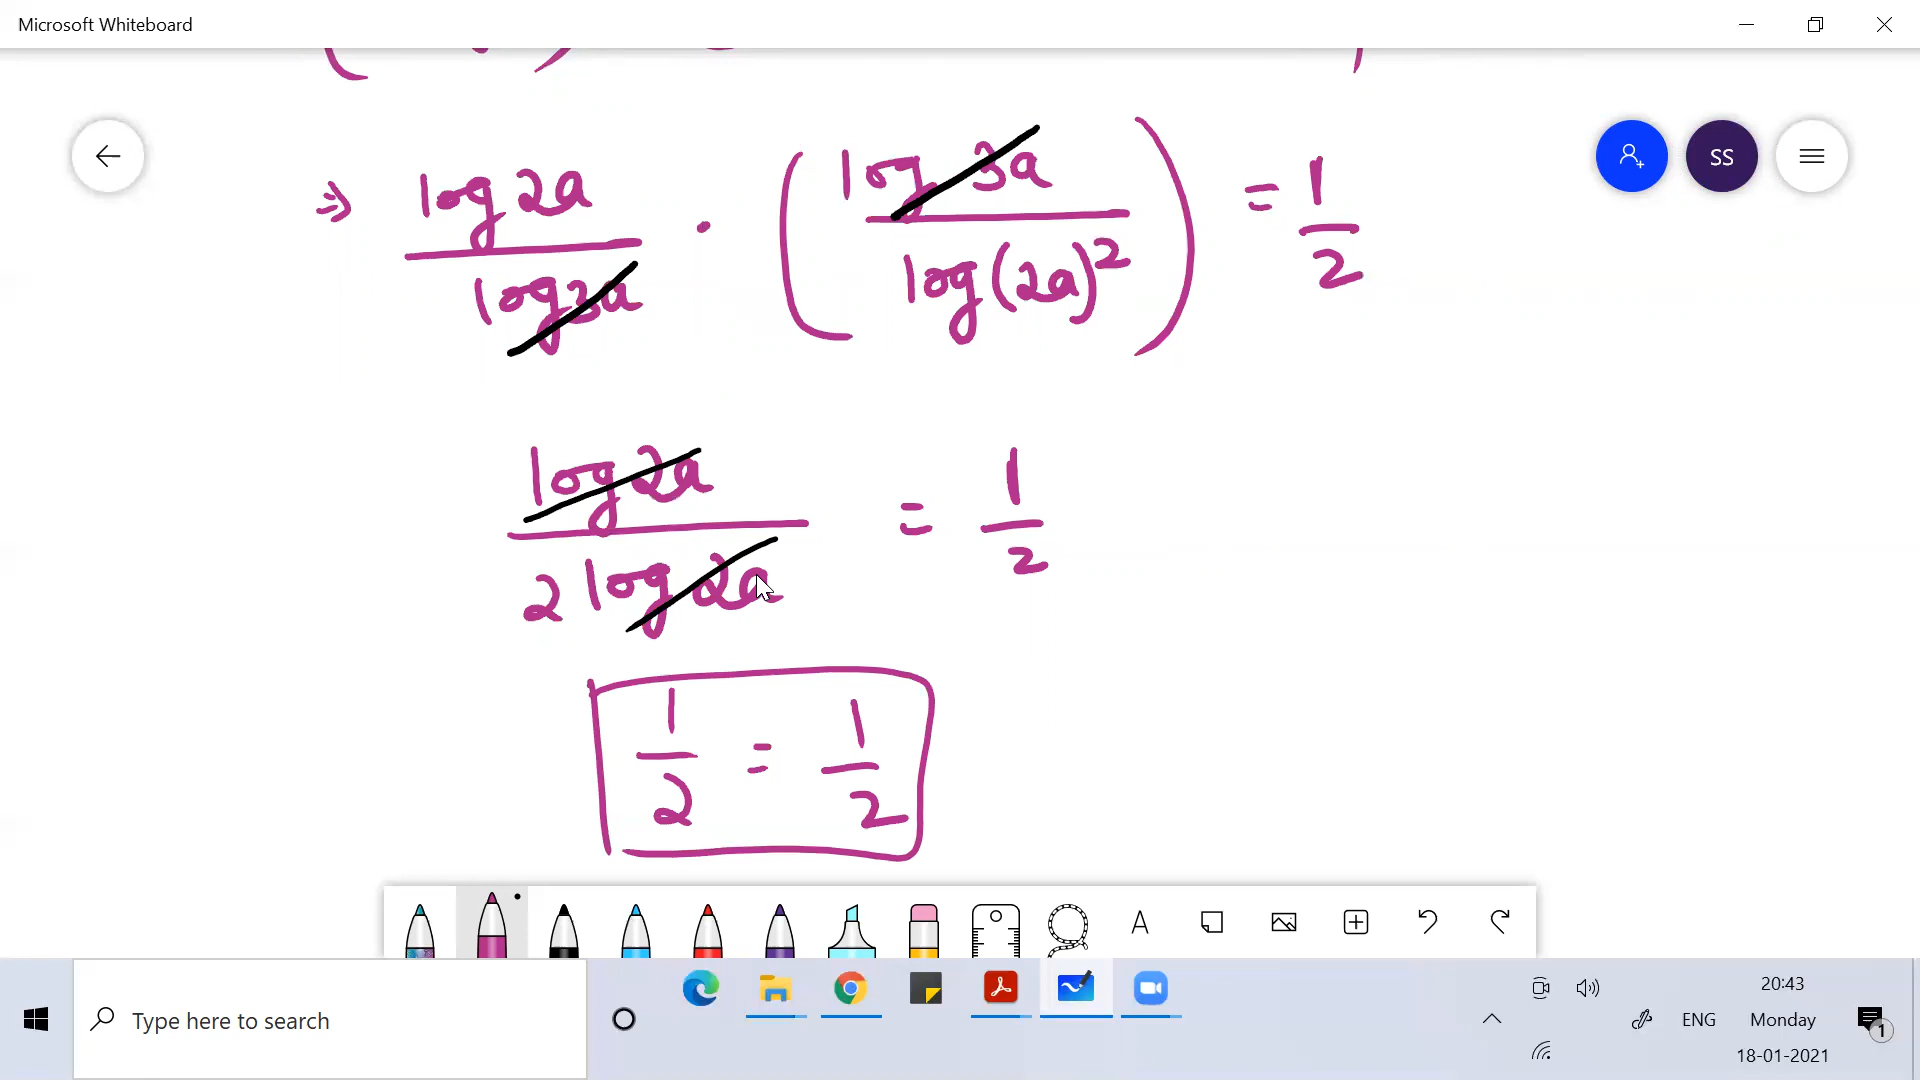 Microsoft Whiteboard
SS
⇒ log 2a / log 3a · ( log 3a / log (2a)² ) = 1/2
log 2a / 2 log 2a = 1/2
1/2 = 1/2
A
Type here to search
ENG
20:43
Monday
18-01-2021
1